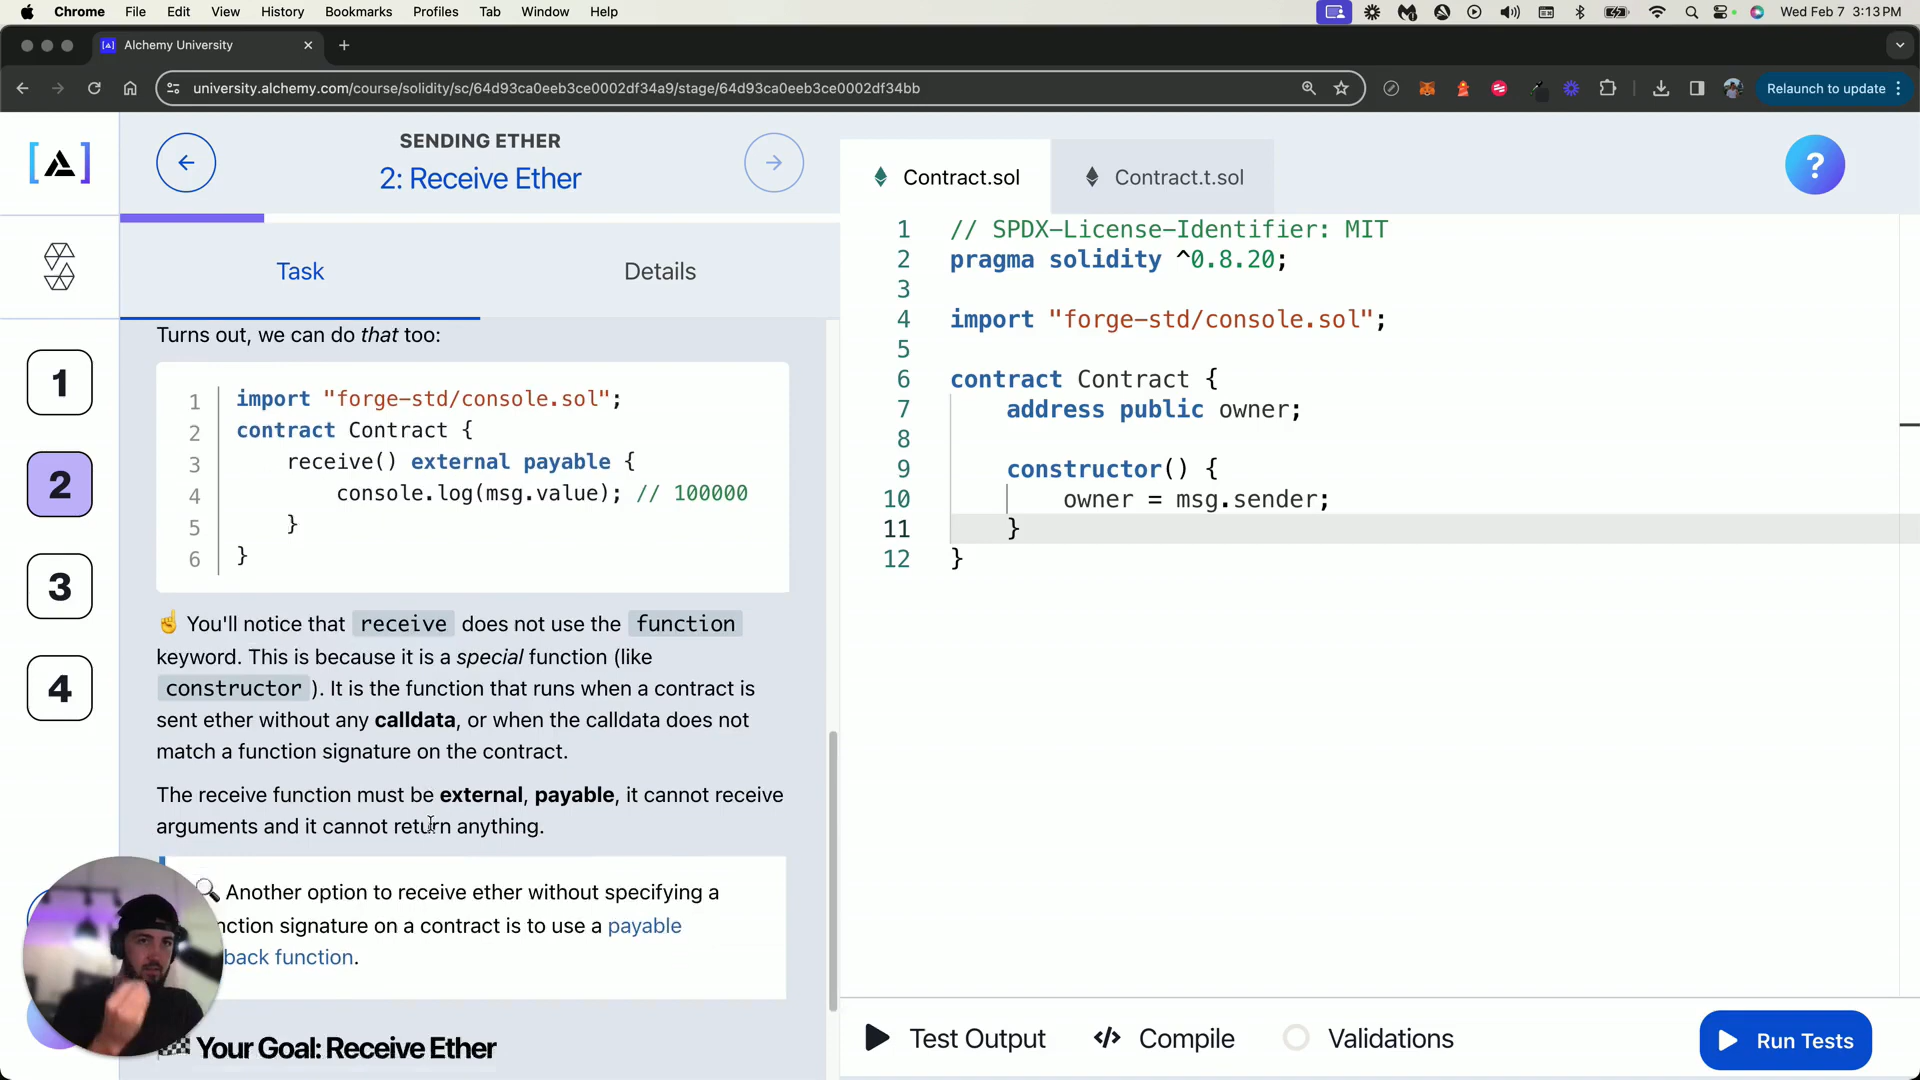 Chrome File Edit View History Bookmarks Profiles Tab Window Help
Wed Feb 7 3:13 PM
Alchemy University
university.alchemy.com/course/solidity/sc/64d93ca0eeb3ce0002df34a9/stage/64d93ca0eeb3ce0002df34bb
Relaunch to update
SENDING ETHER
2: Receive Ether
Task
Details
1
2
3
4
Turns out, we can do that too:
1 import "forge-std/console.sol";
2 contract Contract {
3 receive() external payable {
4 console.log(msg.value); // 100000
5 }
6 }
☝️ You'll notice that receive does not use the function
keyword. This is because it is a special function (like
constructor ). It is the function that runs when a contract is
sent ether without any calldata, or when the calldata does not
match a function signature on the contract.
The receive function must be external, payable, it cannot receive
arguments and it cannot return anything.
🔍 Another option to receive ether without specifying a
nction signature on a contract is to use a payable
back function.
🏁 Your Goal: Receive Ether
Contract.sol
Contract.t.sol
?
1 // SPDX-License-Identifier: MIT
2 pragma solidity ^0.8.20;
3
4 import "forge-std/console.sol";
5
6 contract Contract {
7 address public owner;
8
9 constructor() {
10 owner = msg.sender;
11 }
12 }
Test Output
</> Compile
Validations
Run Tests